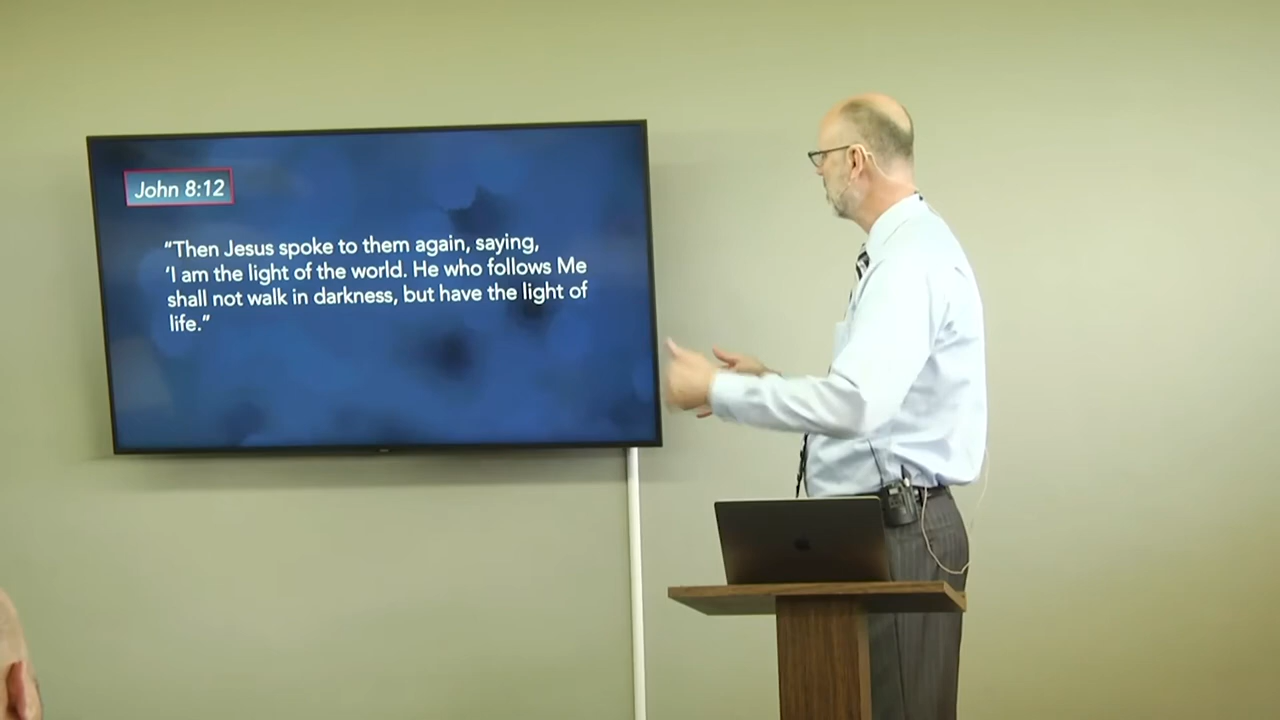 John 8:12
“Then Jesus spoke to them again, saying,
‘I am the light of the world. He who follows Me
shall not walk in darkness, but have the light of
life.”